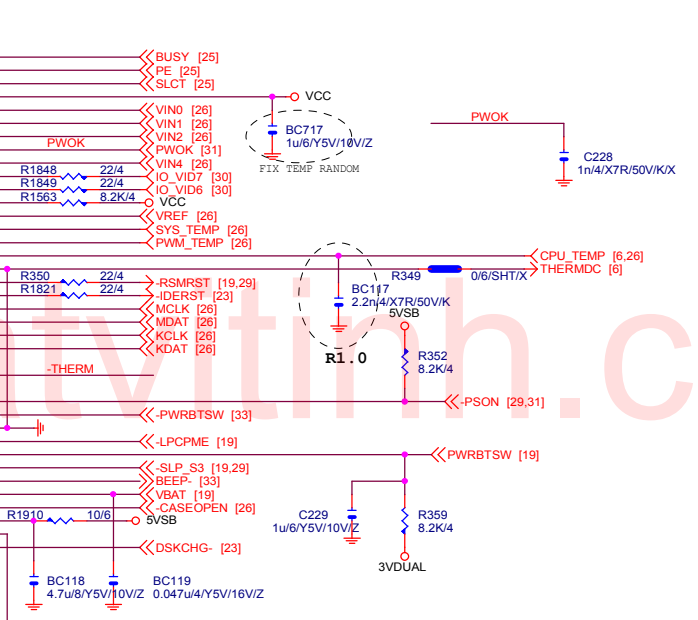 BUSY [25]
PE [25]
SLCT [25]
VCC
VIN0 [26]
VIN1 [26]
VIN2 [26]
PWOK
PWOK [31]
VIN4 [26]
BC717
1u/6/Y5V/10V/Z
FIX TEMP RANDOM
PWOK
C228
1n/4/X7R/50V/K/X
R1848 22/4 IO_VID7 [30]
R1849 22/4 IO_VID6 [30]
R1563 8.2K/4 VCC
VREF [26]
SYS_TEMP [26]
PWM_TEMP [26]
CPU_TEMP [6,26]
R349 0/6/SHT/X THERMDC [6]
R350 22/4 -RSMRST [19,29]
R1821 22/4 -IDERST [23]
BC117
2.2n/4/X7R/50V/K
R1.0
MCLK [26]
MDAT [26]
KCLK [26]
KDAT [26]
5VSB
R352
8.2K/4
-THERM
-PSON [29,31]
-PWRBTSW [33]
-LPCPME [19]
PWRBTSW [19]
-SLP_S3 [19,29]
BEEP- [33]
VBAT [19]
-CASEOPEN [26]
R1910 10/6 5VSB
C229
1u/6/Y5V/10V/Z
R359
8.2K/4
3VDUAL
DSKCHG- [23]
BC118
4.7u/8/Y5V/10V/Z
BC119
0.047u/4/Y5V/16V/Z
atvitinh.c